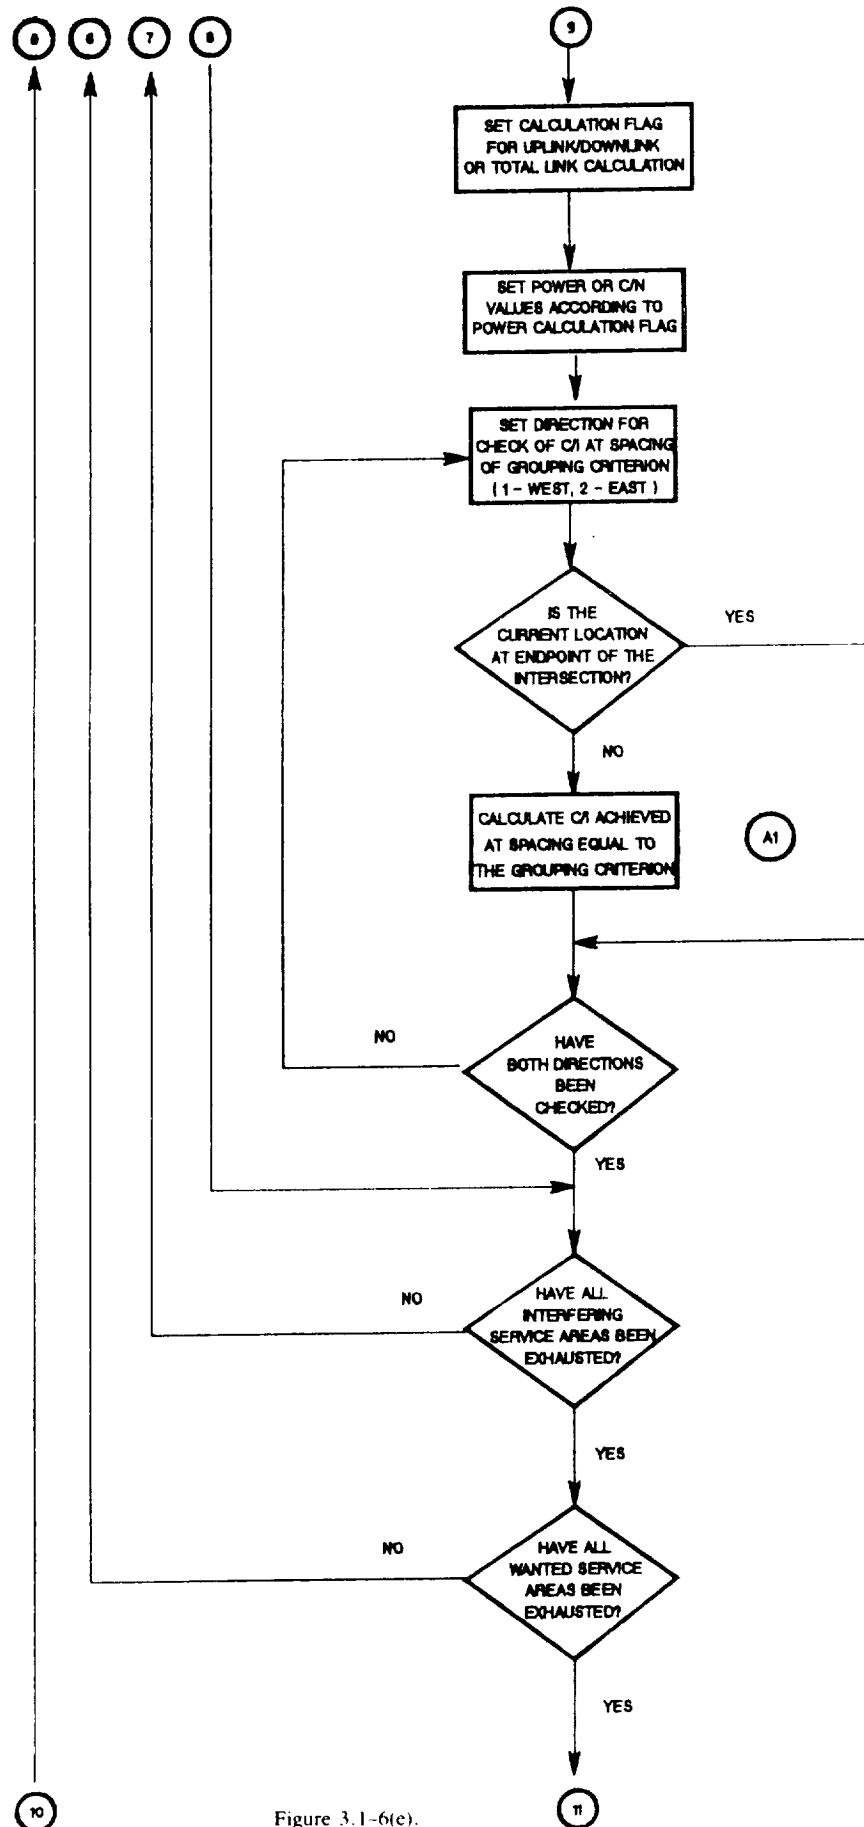 5 6 7 8 9
SET CALCULATION FLAG
FOR UPLINK/DOWNLINK
OR TOTAL LINK CALCULATION
SET POWER OR C/N
VALUES ACCORDING TO
POWER CALCULATION FLAG
SET DIRECTION FOR
CHECK OF C/I AT SPACING
OF GROUPING CRITERION
( 1 - WEST, 2 - EAST )
IS THE
CURRENT LOCATION
AT ENDPOINT OF THE
INTERSECTION?
YES
NO
CALCULATE C/I ACHIEVED
AT SPACING EQUAL TO
THE GROUPING CRITERION
A1
HAVE
BOTH DIRECTIONS
BEEN
CHECKED?
NO
YES
HAVE ALL
INTERFERING
SERVICE AREAS BEEN
EXHAUSTED?
NO
YES
HAVE ALL
WANTED SERVICE
AREAS BEEN
EXHAUSTED?
NO
YES
10
11
Figure 3.1-6(e).